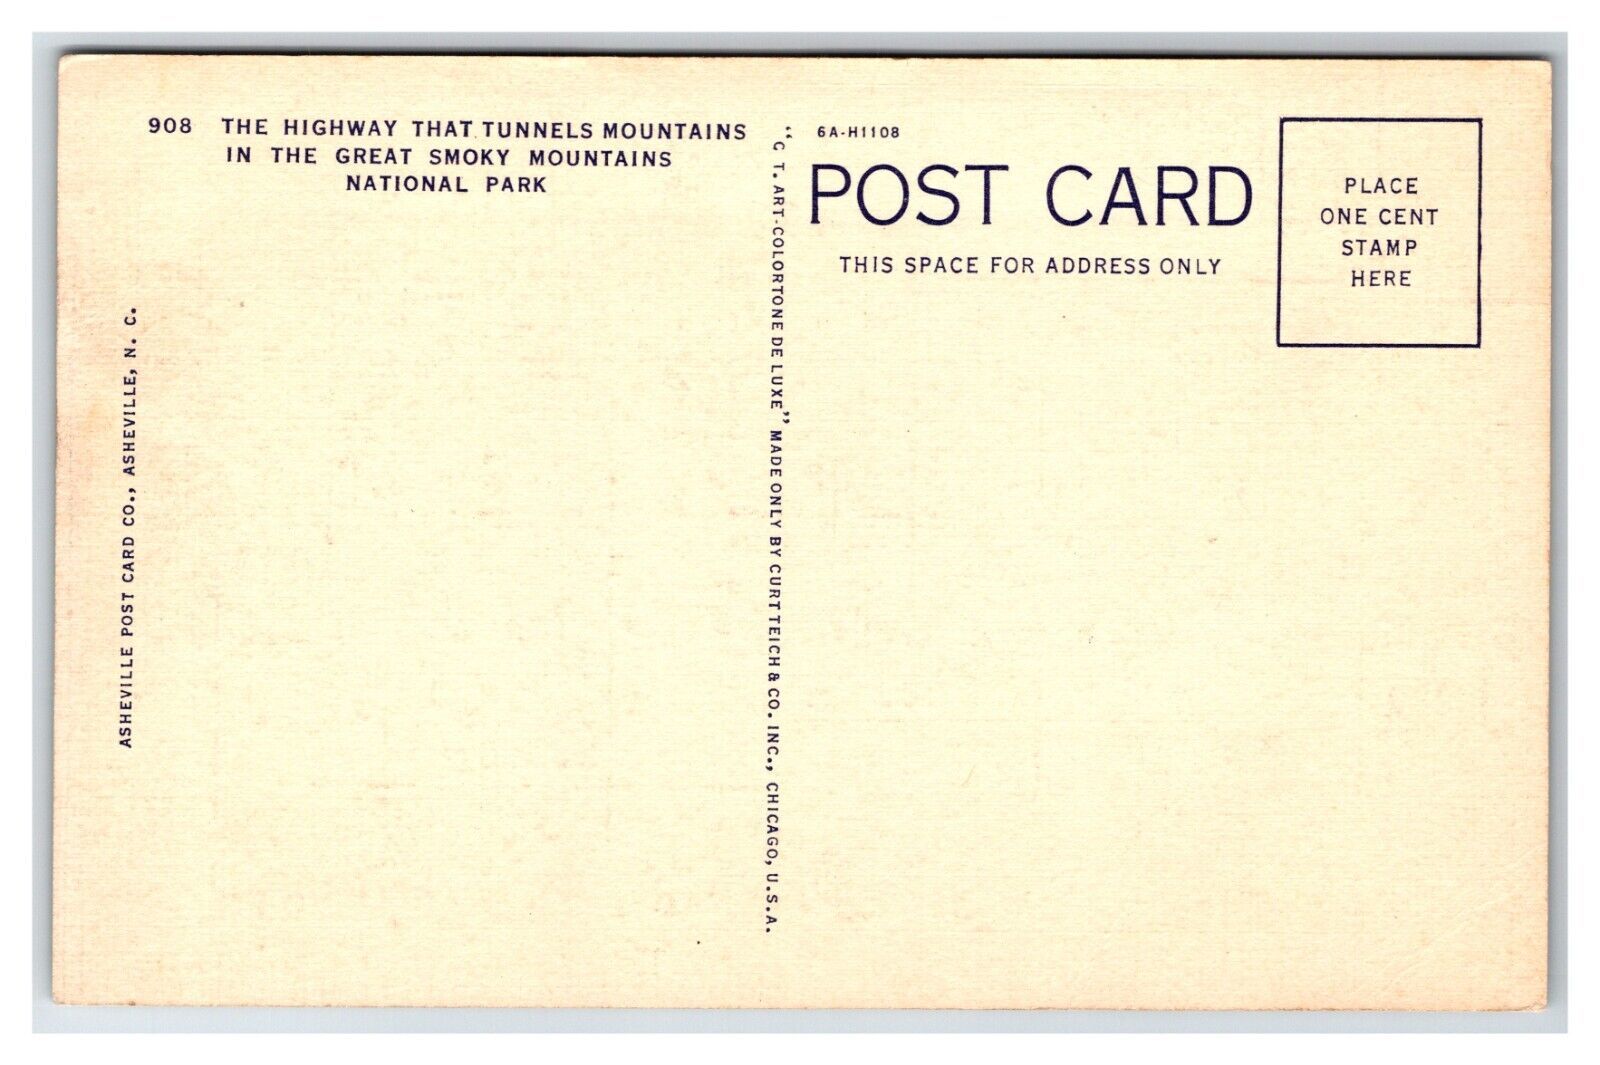 908 THE HIGHWAY THAT TUNNELS MOUNTAINS
IN THE GREAT SMOKY MOUNTAINS
NATIONAL PARK
ASHEVILLE POST CARD CO., ASHEVILLE, N. C.
"C. T. ART-COLORTONE DE LUXE" MADE ONLY BY CURT TEICH & CO. INC., CHICAGO, U.S.A.
6A-H1108
POST CARD
THIS SPACE FOR ADDRESS ONLY
PLACE
ONE CENT
STAMP
HERE